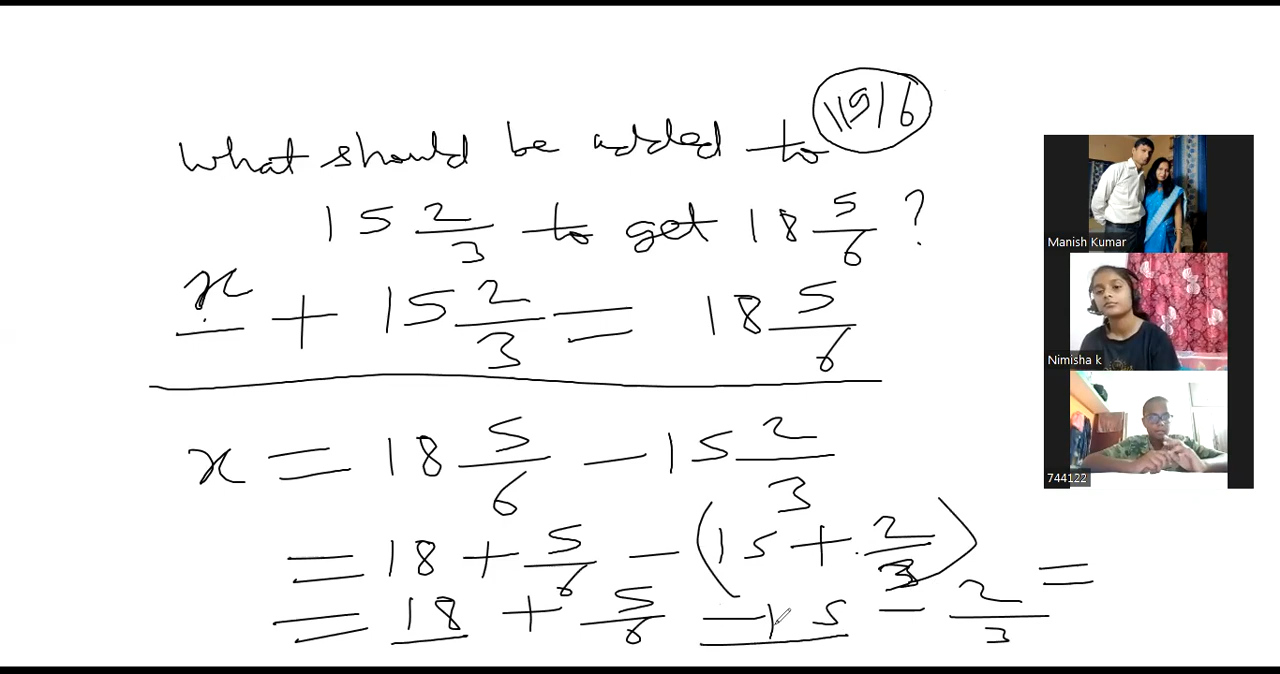 What should be added to
15 2/3 to get 18 5/6 ?
x + 15 2/3 = 18 5/6
x = 18 5/6 − 15 2/3
= 18 + 5/6 − (15 + 2/3) =
= 18 + 5/6 − 15 − 2/3
Manish Kumar
Nimisha k
744122